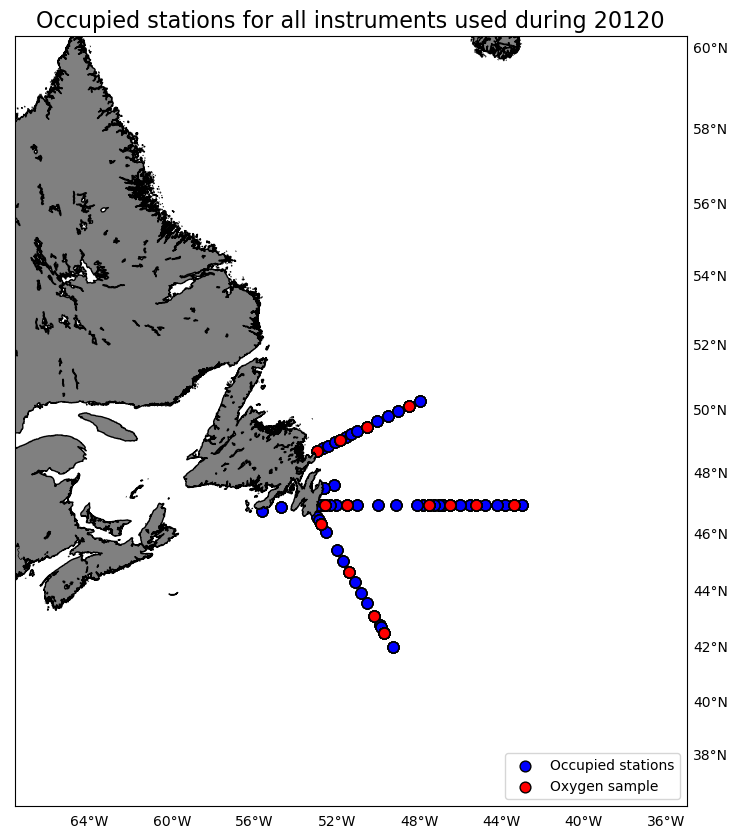 Occupied stations for all instruments used during 20120
60°N
58°N
56°N
54°N
52°N
50°N
48°N
46°N
44°N
42°N
40°N
38°N
Occupied stations
Oxygen sample
64°W 60°W 56°W 52°W 48°W 44°W 40°W 36°W